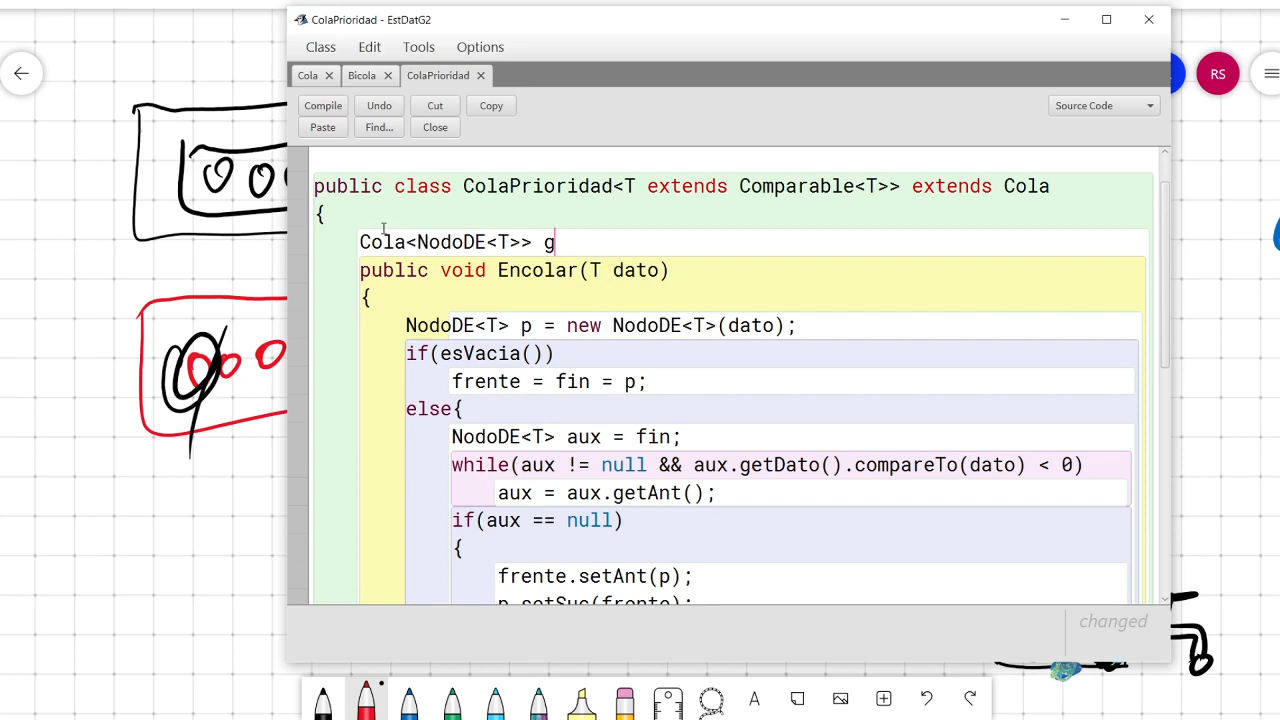 ColaPrioridad - EstDatG2
Class Edit Tools Options
Cola Bicola ColaPrioridad
Compile Undo Cut Copy Source Code
Paste Find... Close
RS
public class ColaPrioridad<T extends Comparable<T>> extends Cola
{
Cola<NodoDE<T>> g
public void Encolar(T dato)
{
NodoDE<T> p = new NodoDE<T>(dato);
if(esVacia())
frente = fin = p;
else{
NodoDE<T> aux = fin;
while(aux != null && aux.getDato().compareTo(dato) < 0)
aux = aux.getAnt();
if(aux == null)
{
frente.setAnt(p);
p.setSuc(frente);
changed
A